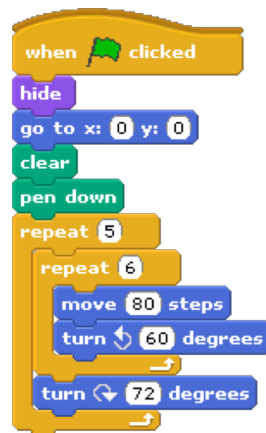 when clicked
hide
go to x: 0 y: 0
clear
pen down
repeat 5
repeat 6
move 80 steps
turn 60 degrees
turn 72 degrees